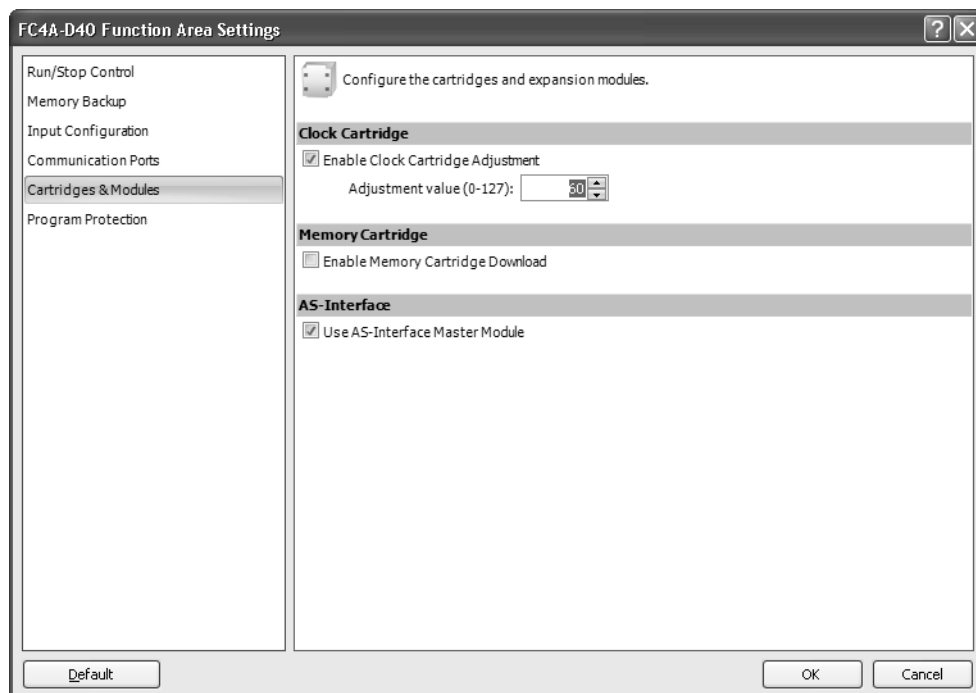 FC4A-D40 Function Area Settings
Run/Stop Control
Memory Backup
Input Configuration
Communication Ports
Cartridges & Modules
Program Protection
Configure the cartridges and expansion modules.
Clock Cartridge
Enable Clock Cartridge Adjustment
Adjustment value (0-127): 60
Memory Cartridge
Enable Memory Cartridge Download
AS-Interface
Use AS-Interface Master Module
Default
OK
Cancel